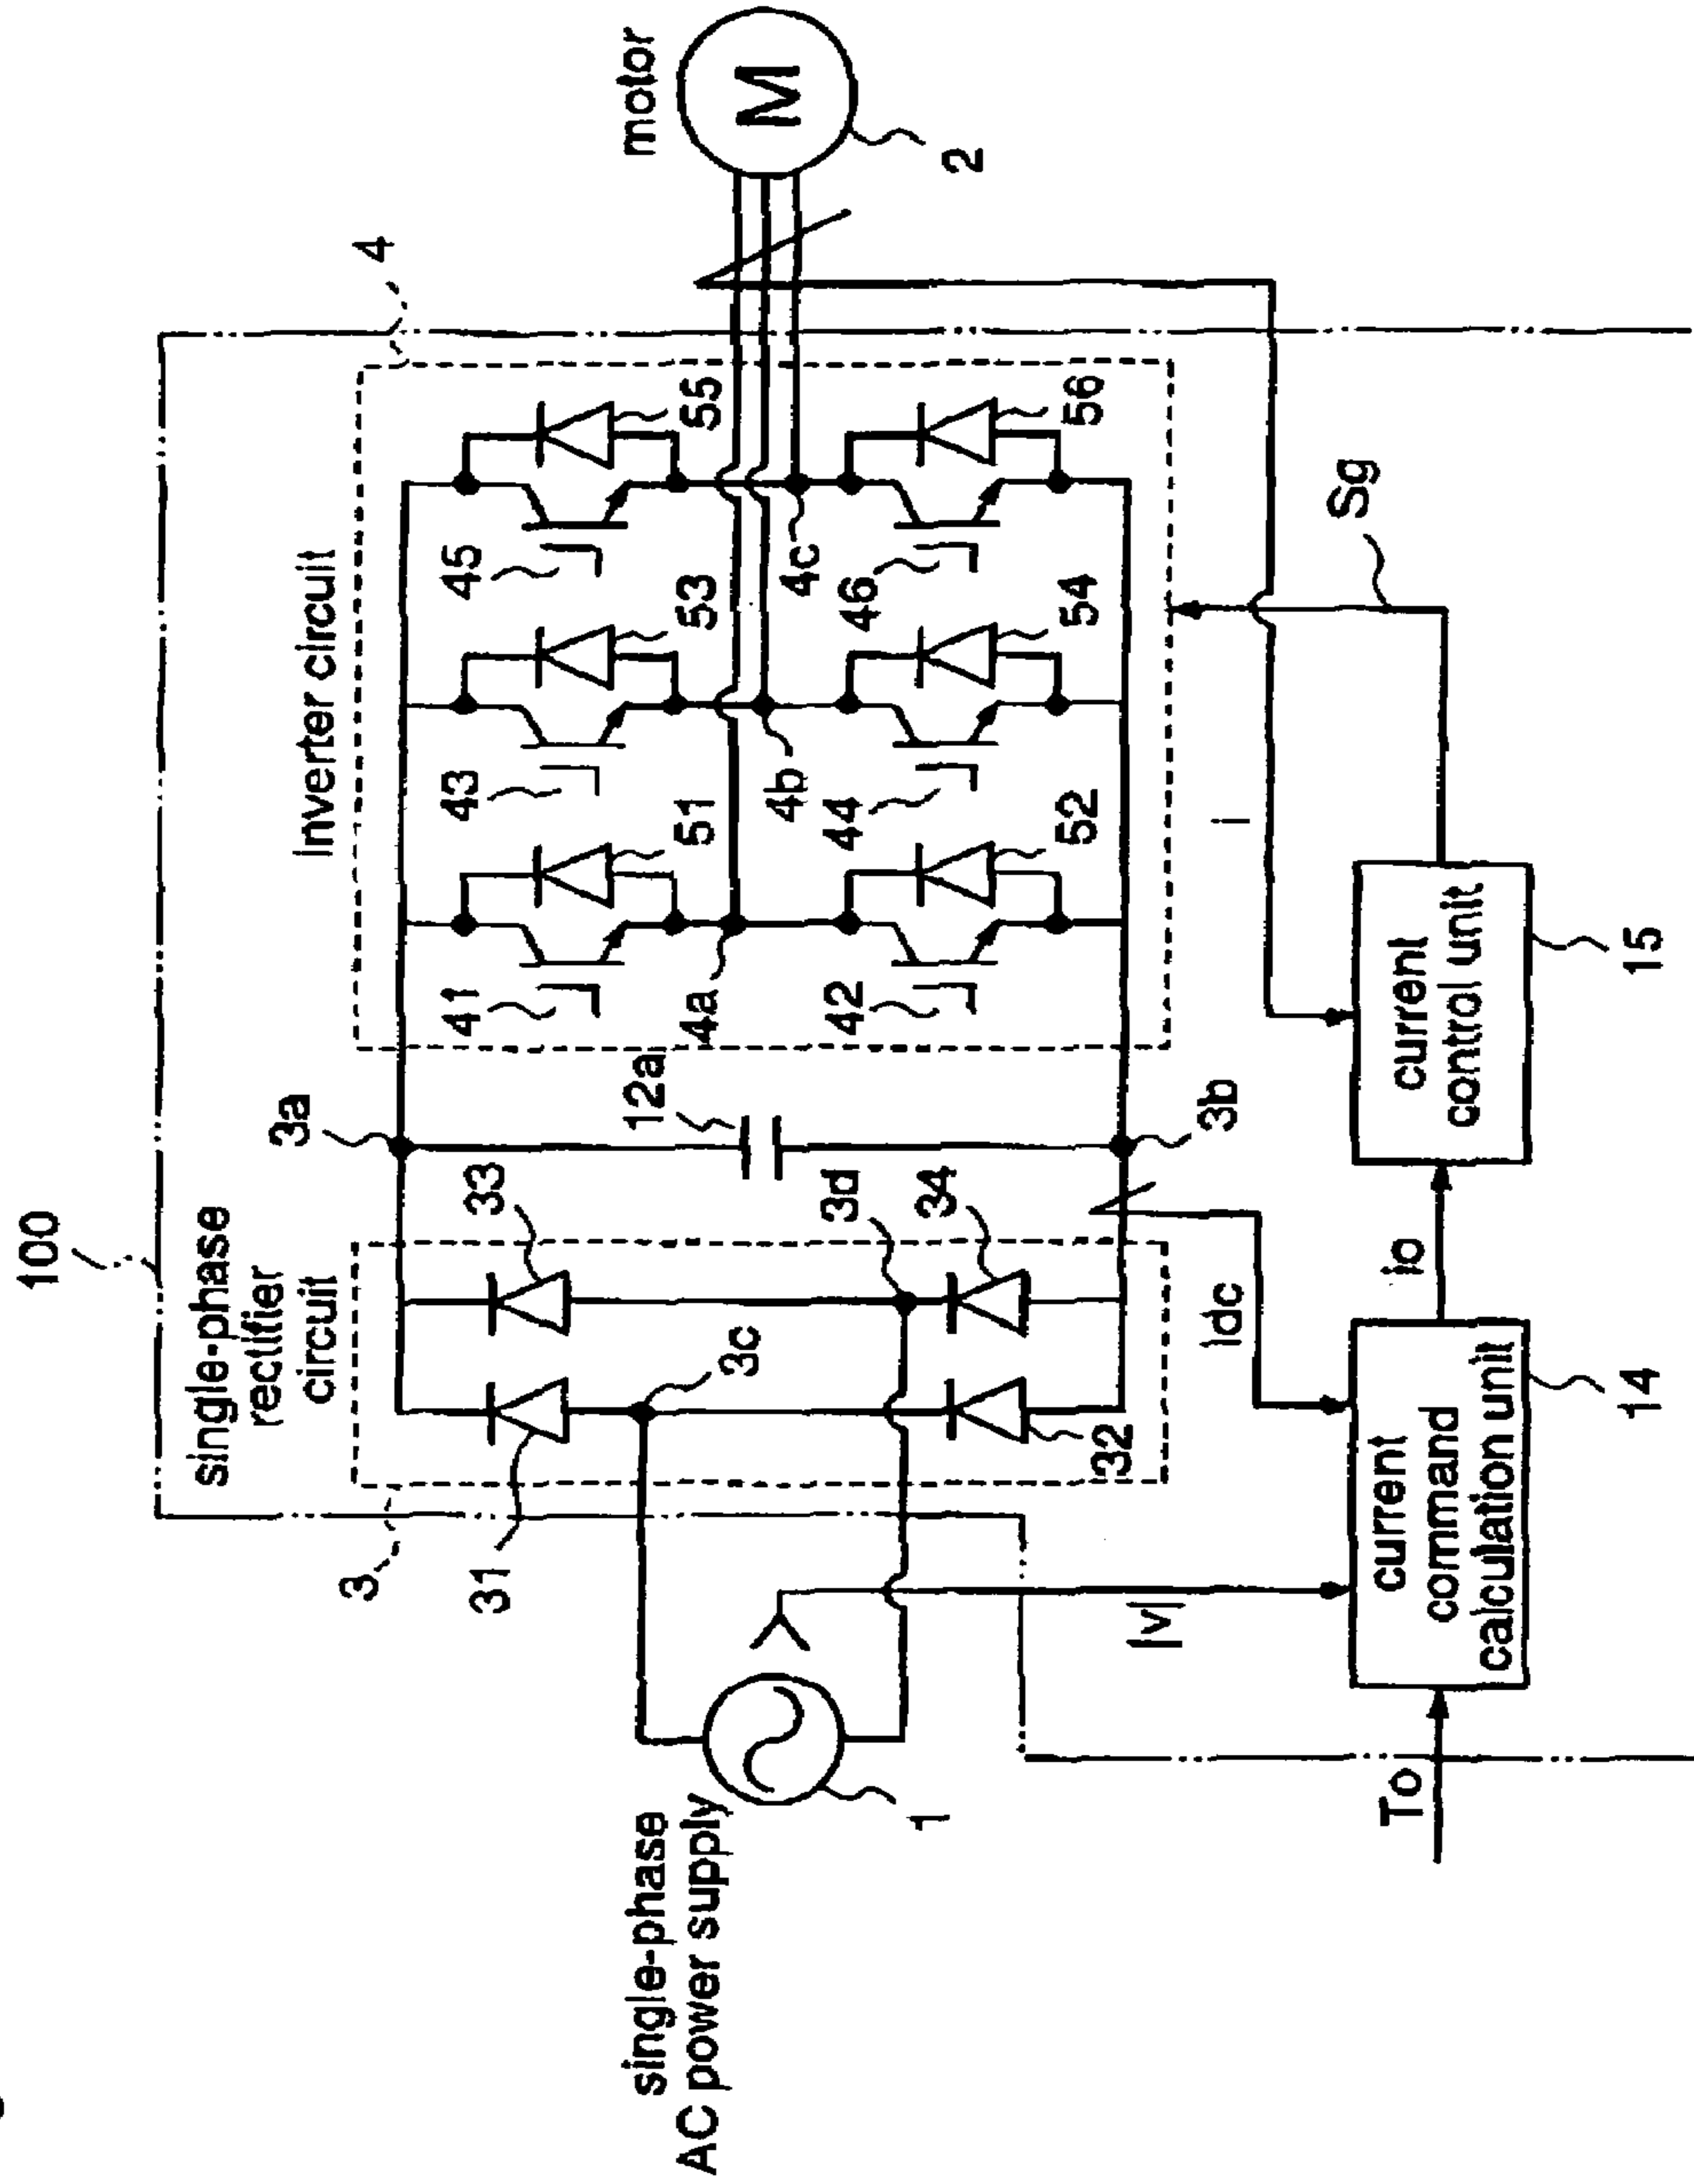 100
single-phase
rectifier
circuit
3
31
33
3a
12a
3c
3d
32
34
3b
Inverter circuit
4
41
43
45
51
53
55
4a
4b
4c
42
44
46
52
54
56
motor
M
2
single-phase
AC power supply
1
|v|
Idc
i
Sg
To
current
command
calculation unit
14
io
current
control unit
15